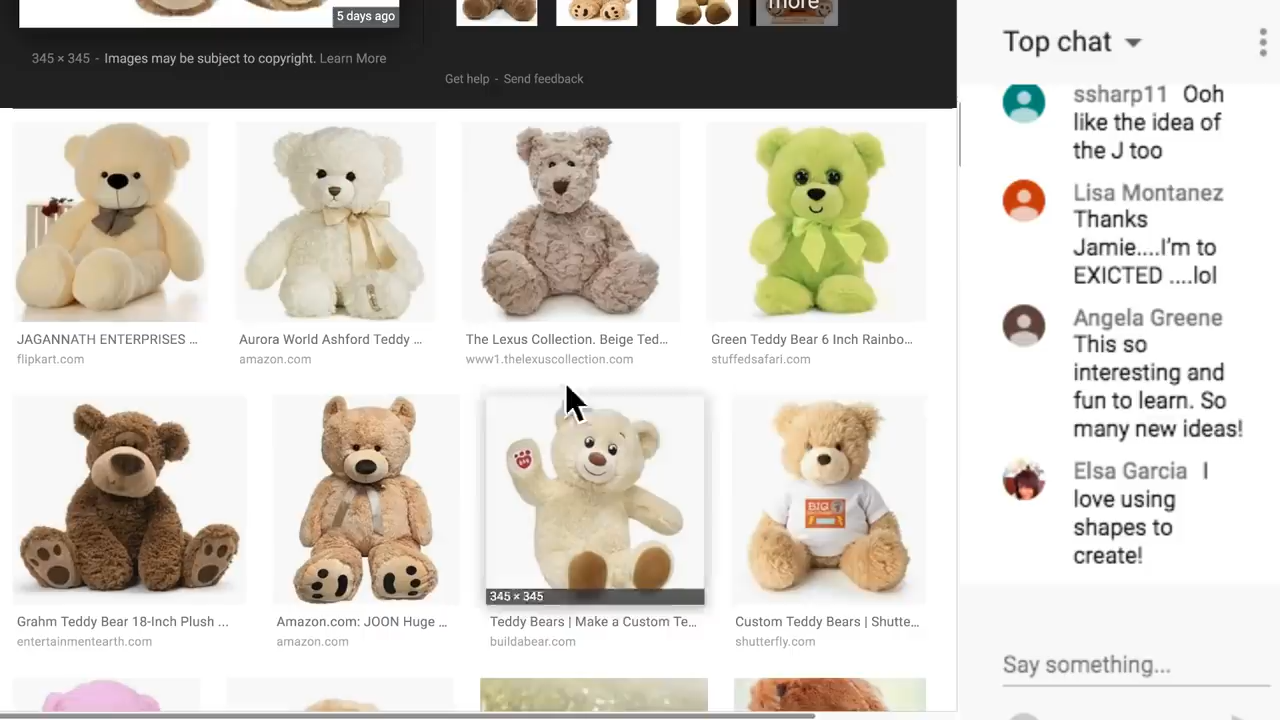 5 days ago
more
345 × 345 - Images may be subject to copyright. Learn More
Get help - Send feedback
JAGANNATH ENTERPRISES ...
flipkart.com
Aurora World Ashford Teddy ...
amazon.com
The Lexus Collection. Beige Ted...
www1.thelexuscollection.com
Green Teddy Bear 6 Inch Rainbo...
stuffedsafari.com
BIG
345 × 345
Grahm Teddy Bear 18-Inch Plush ...
entertainmentearth.com
Amazon.com: JOON Huge ...
amazon.com
Teddy Bears | Make a Custom Te...
buildabear.com
Custom Teddy Bears | Shutte...
shutterfly.com
Top chat
ssharp11 Ooh
like the idea of
the J too
Lisa Montanez
Thanks
Jamie....I'm to
EXICTED ....lol
Angela Greene
This so
interesting and
fun to learn. So
many new ideas!
Elsa Garcia I
love using
shapes to
create!
Say something...